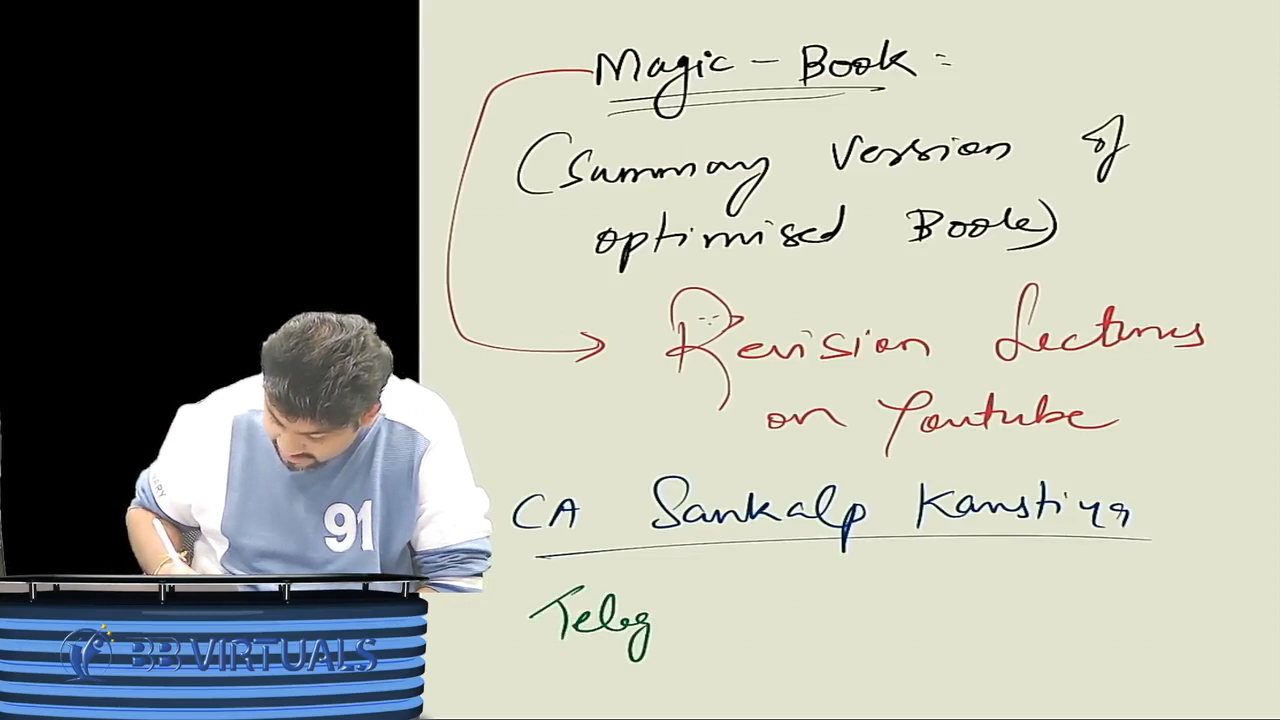 Magic - Book :
(Summary Version of
optimised Book)
Revision Lectures
on Youtube
CA Sankalp Kanstiya
Teleg
91
BB VIRTUALS